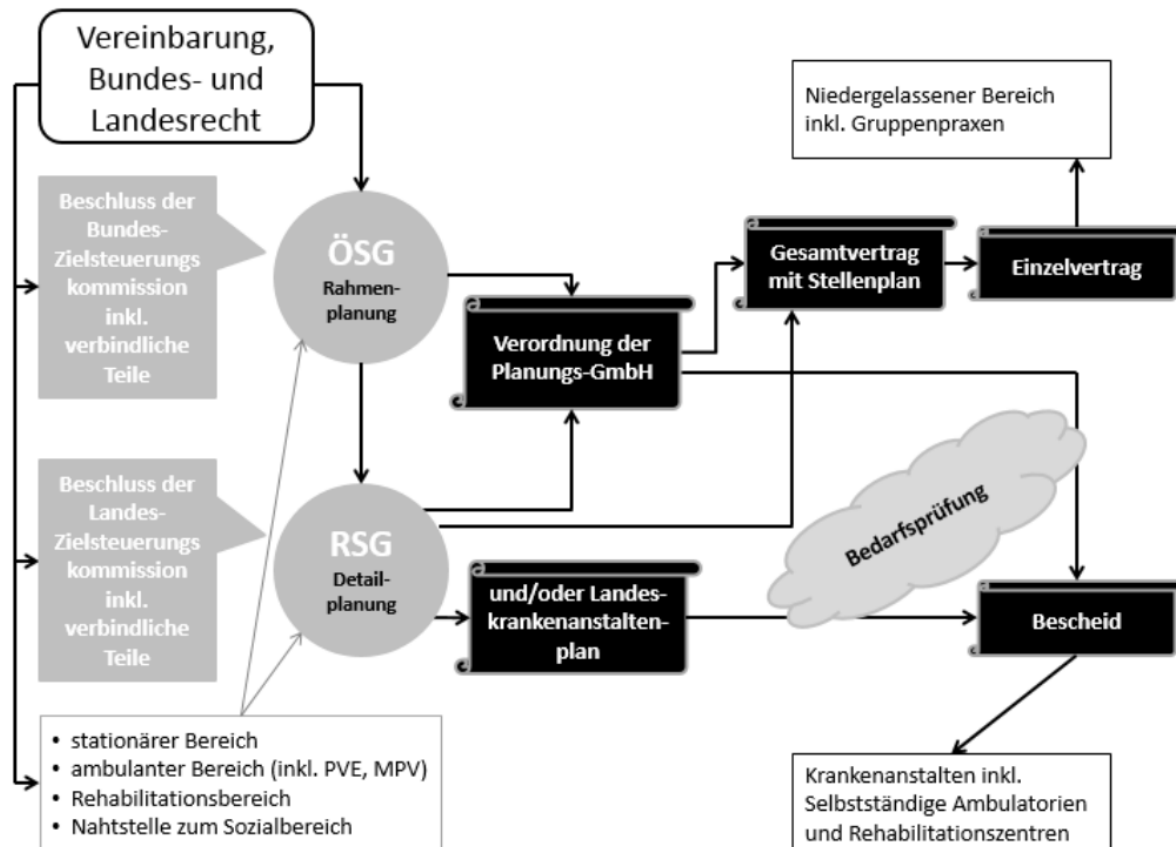 Vereinbarung,
Bundes- und
Landesrecht
Beschluss der
Bundes-
Zielsteuerungs
kommission
inkl.
verbindliche
Teile
ÖSG
Rahmen-
planung
Verordnung der
Planungs-GmbH
Gesamtvertrag
mit Stellenplan
Einzelvertrag
Niedergelassener Bereich
inkl. Gruppenpraxen
Beschluss der
Landes-
Zielsteuerungs
kommission
inkl.
verbindliche
Teile
RSG
Detail-
planung
und/oder Landes-
krankenanstalten-
plan
Bedarfsprüfung
Bescheid
• stationärer Bereich
• ambulanter Bereich (inkl. PVE, MPV)
• Rehabilitationsbereich
• Nahtstelle zum Sozialbereich
Krankenanstalten inkl.
Selbstständige Ambulatorien
und Rehabilitationszentren